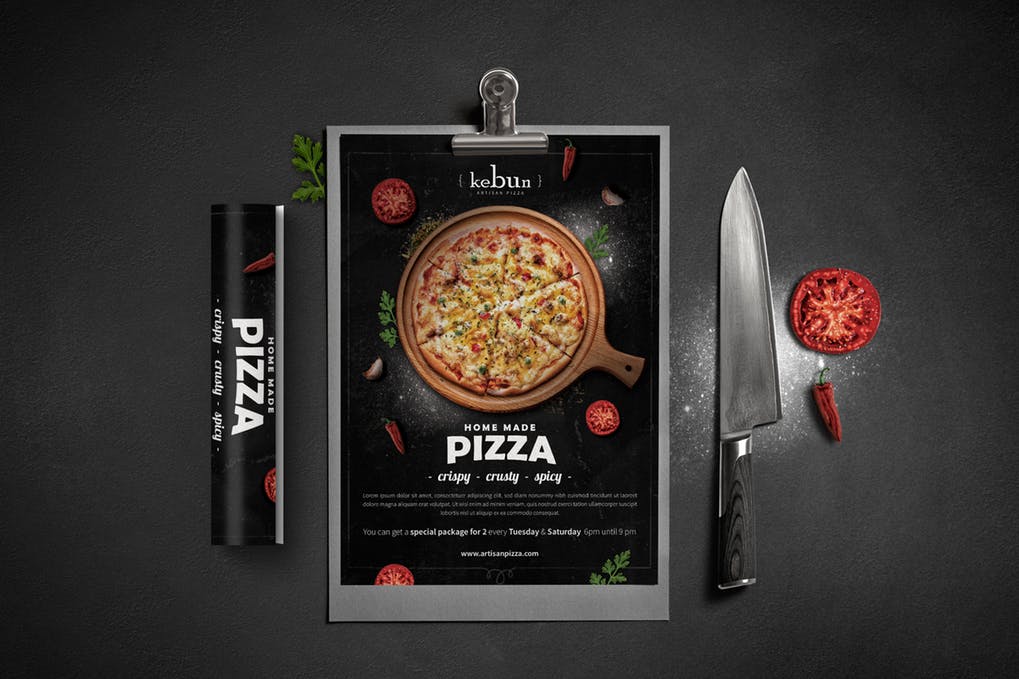 { kebun }
ARTISAN PIZZA
HOME MADE
PIZZA
- crispy - crusty - spicy -
Lorem ipsum dolor sit amet, consectetuer adipiscing elit, sed diam nonummy nibh euismod tincidunt ut laoreet
dolore magna aliquam erat volutpat. Ut wisi enim ad minim veniam, quis nostrud exerci tation ullamcorper suscipit
lobortis nisl ut aliquip ex ea commodo consequat.
You can get a special package for 2 every Tuesday & Saturday 6pm until 9 pm
www.artisanpizza.com
HOME MADE
PIZZA
- crispy - crusty - spicy -